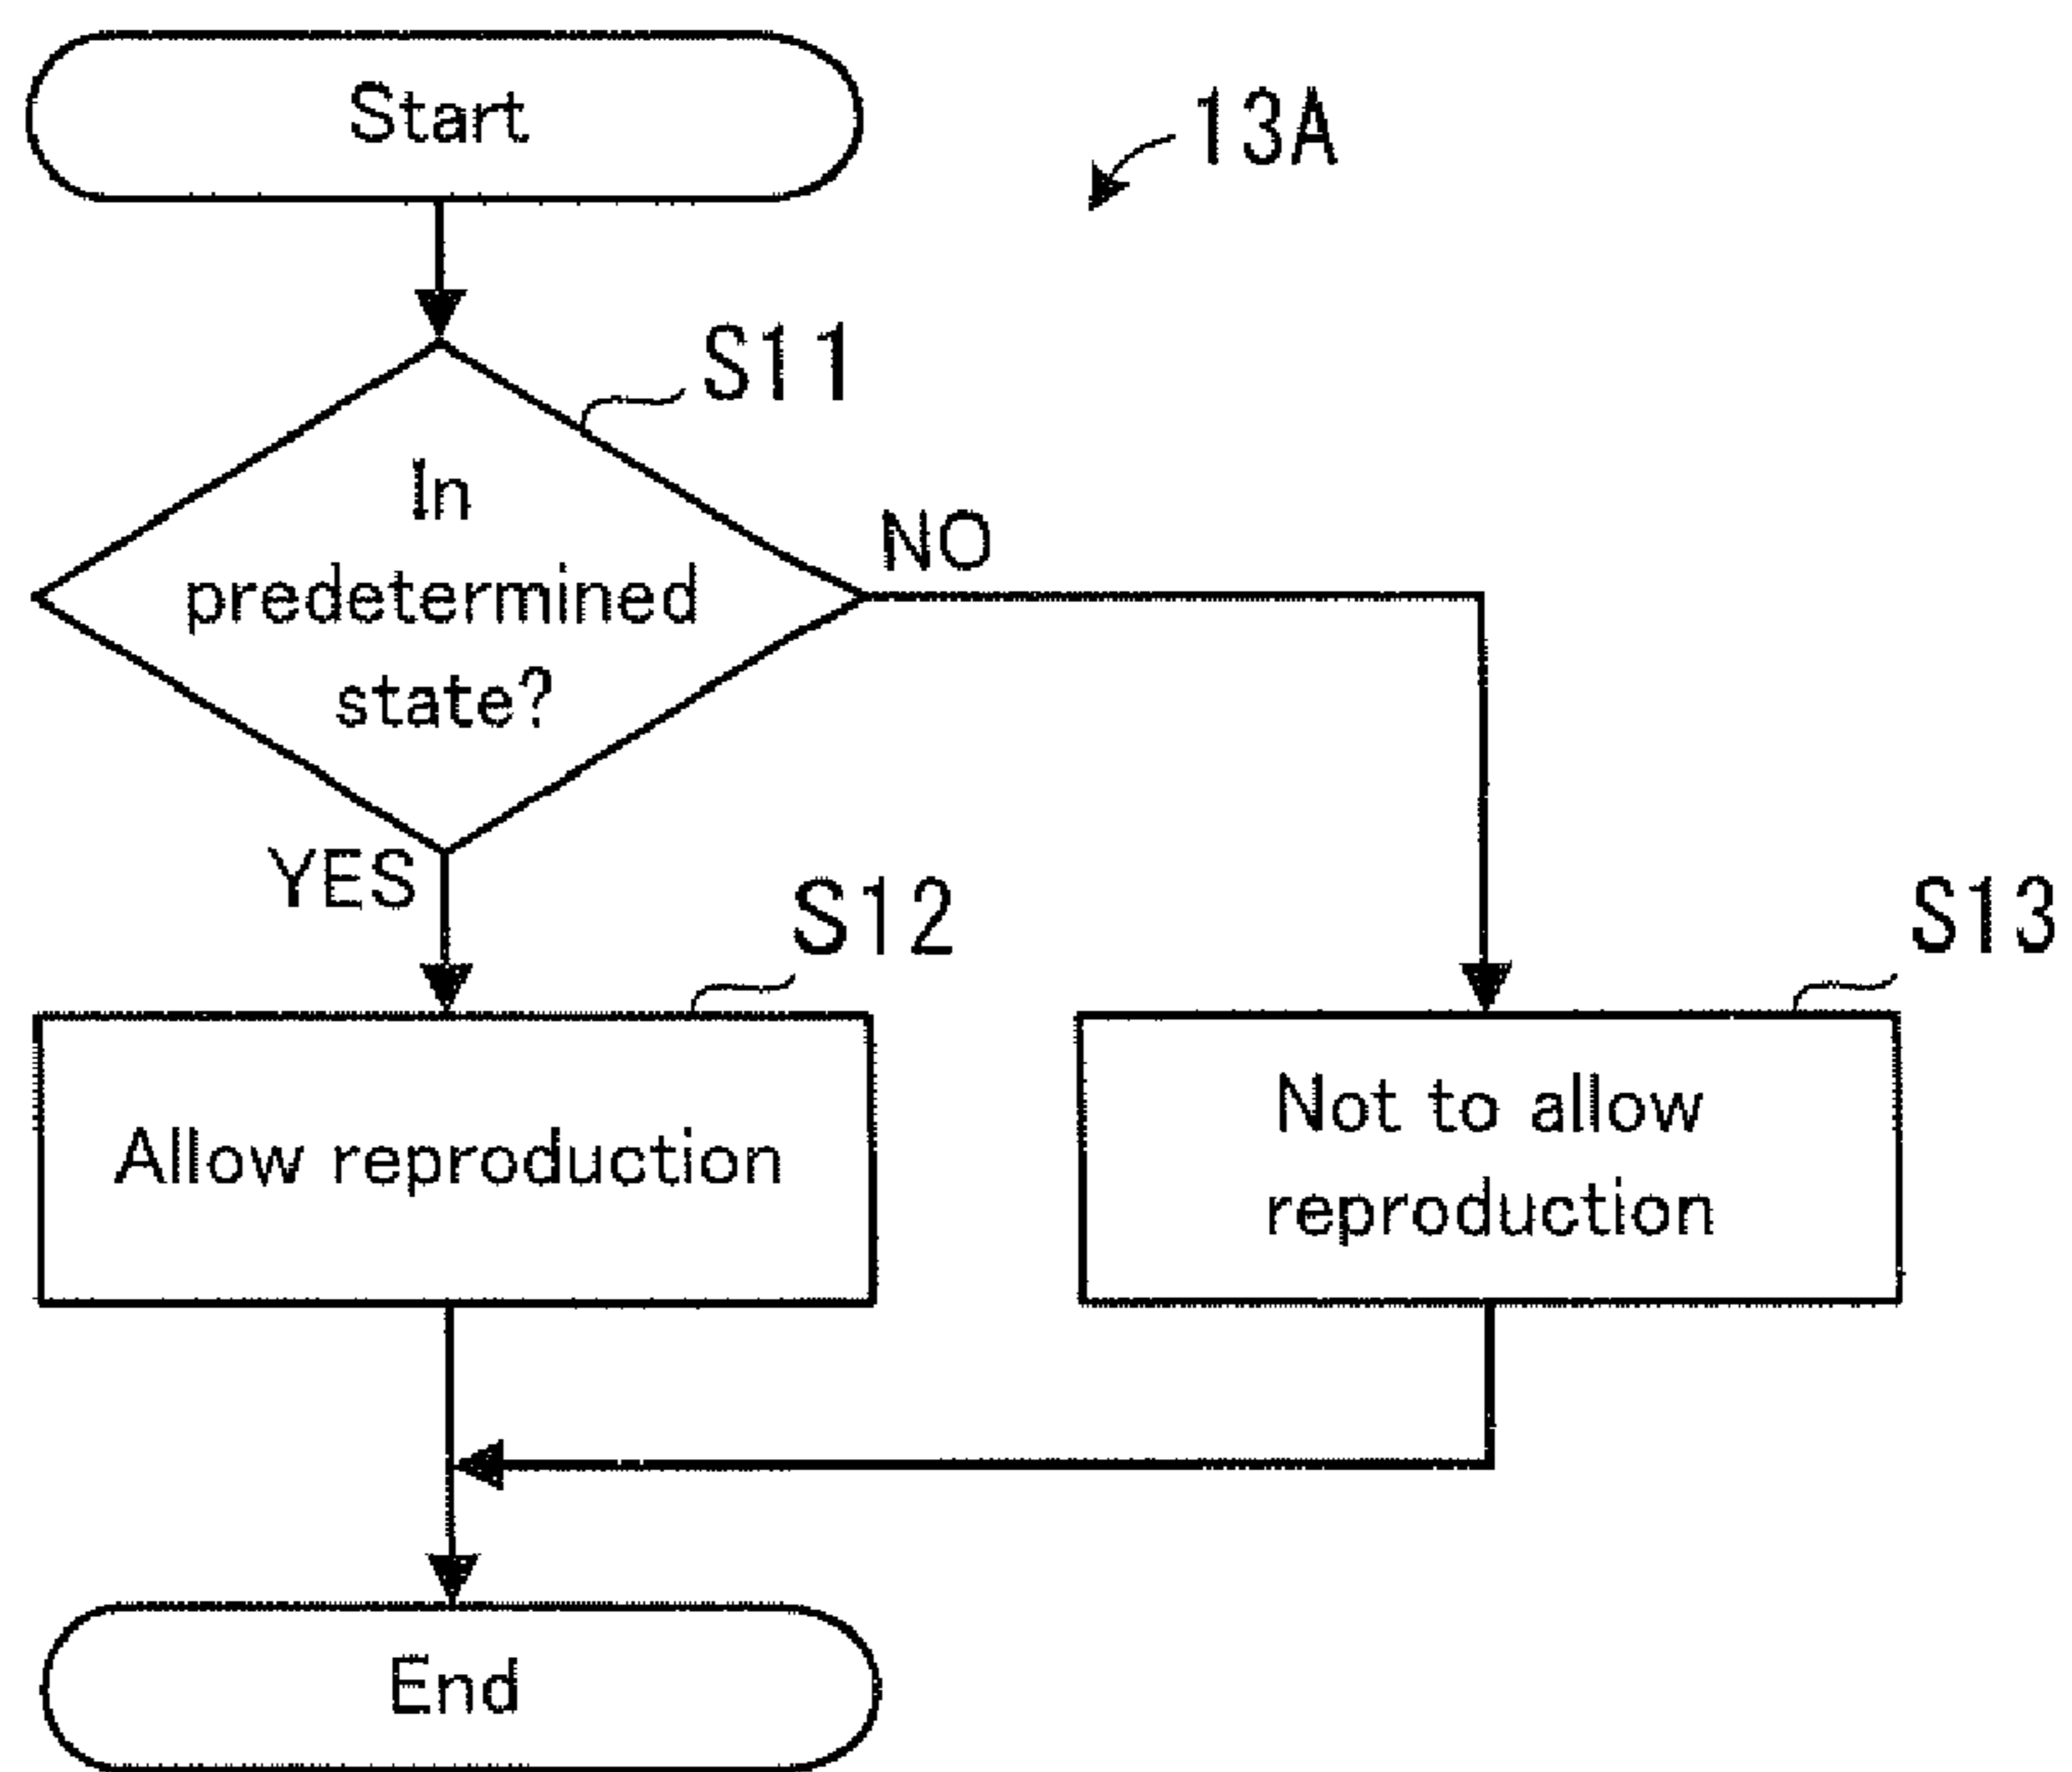 Start
13A
S11
In
predetermined
state?
NO
YES
S12
S13
Allow reproduction
Not to allow
reproduction
End